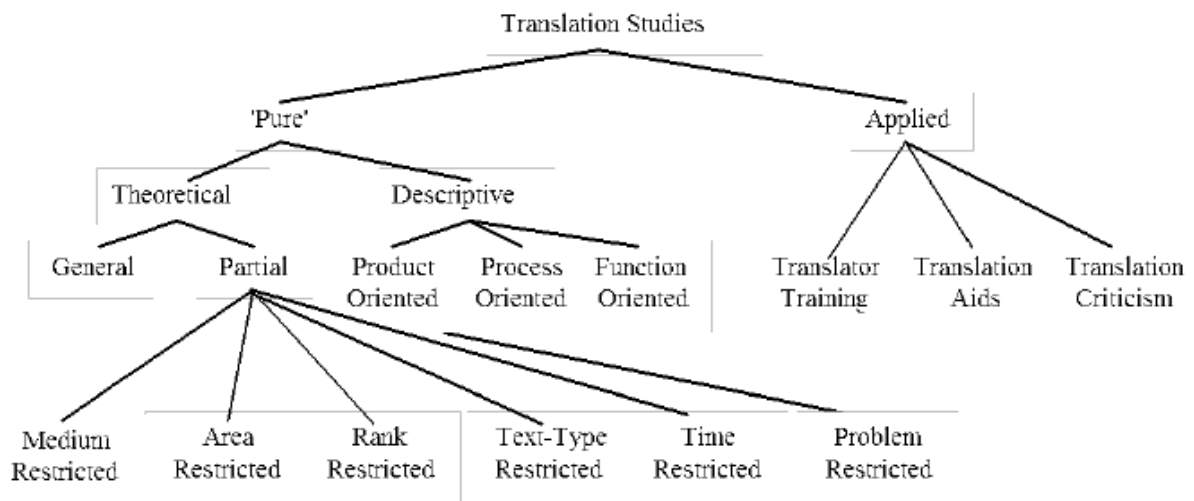 Translation Studies
'Pure'
Applied
Theoretical
Descriptive
General
Partial
Product
Oriented
Process
Oriented
Function
Oriented
Translator
Training
Translation
Aids
Translation
Criticism
Medium
Restricted
Area
Restricted
Rank
Restricted
Text-Type
Restricted
Time
Restricted
Problem
Restricted